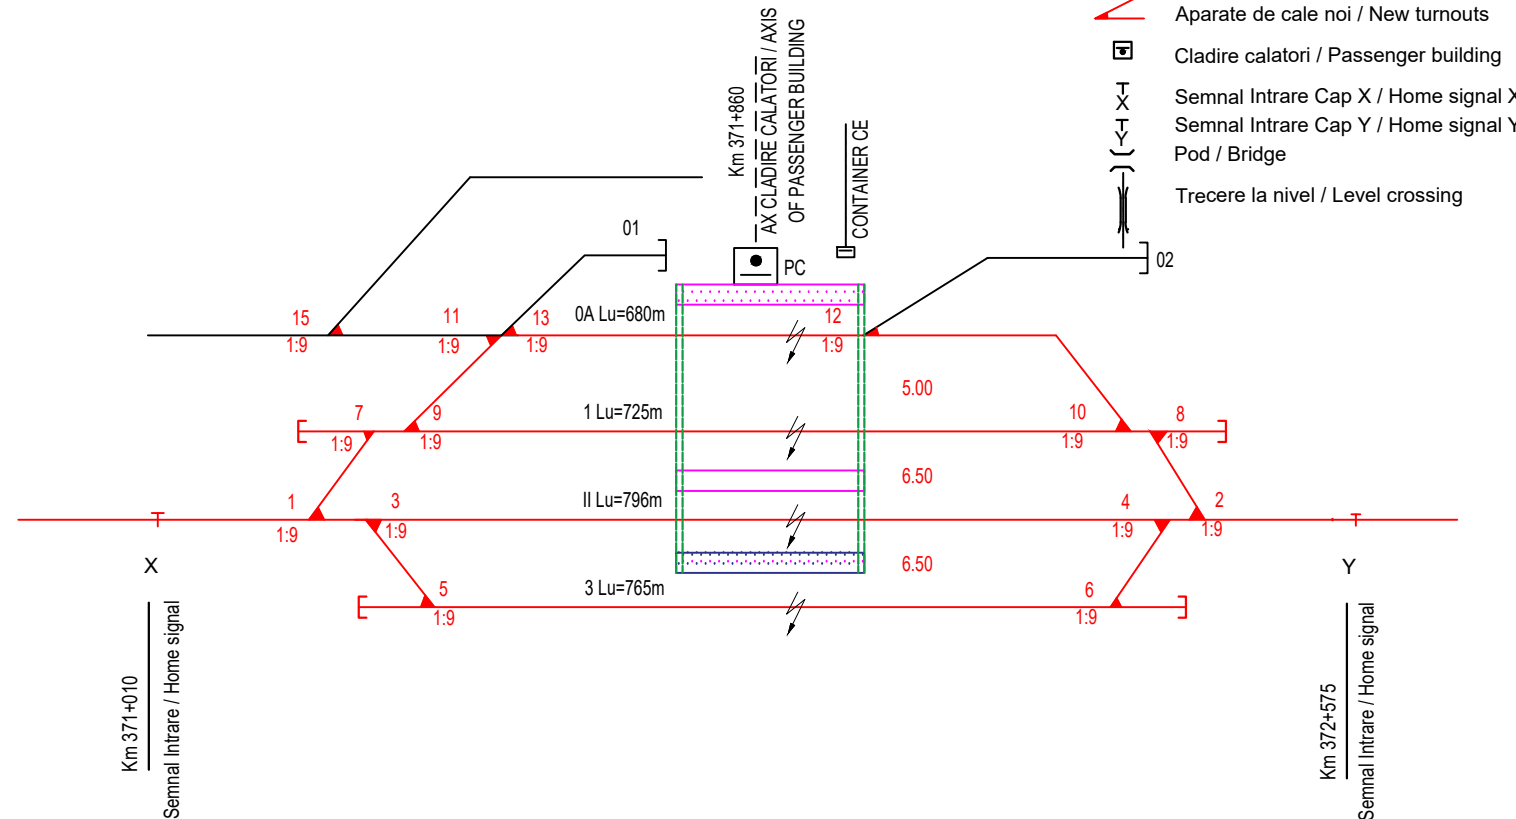 Aparate de cale noi / New turnouts
Cladire calatori / Passenger building
X
Semnal Intrare Cap X / Home signal X
Y
Semnal Intrare Cap Y / Home signal Y
Pod / Bridge
Trecere la nivel / Level crossing
Km 371+860
AX CLADIRE CALATORI / AXIS
OF PASSENGER BUILDING
CONTAINER CE
01
PC
02
15
1:9
11
1:9
13
1:9
0A Lu=680m
12
1:9
5.00
7
1:9
9
1:9
1 Lu=725m
10
1:9
8
1:9
6.50
1
1:9
3
1:9
II Lu=796m
4
1:9
2
1:9
X
6.50
Y
5
1:9
3 Lu=765m
6
1:9
Km 371+010
Semnal Intrare / Home signal
Km 372+575
Semnal Intrare / Home signal